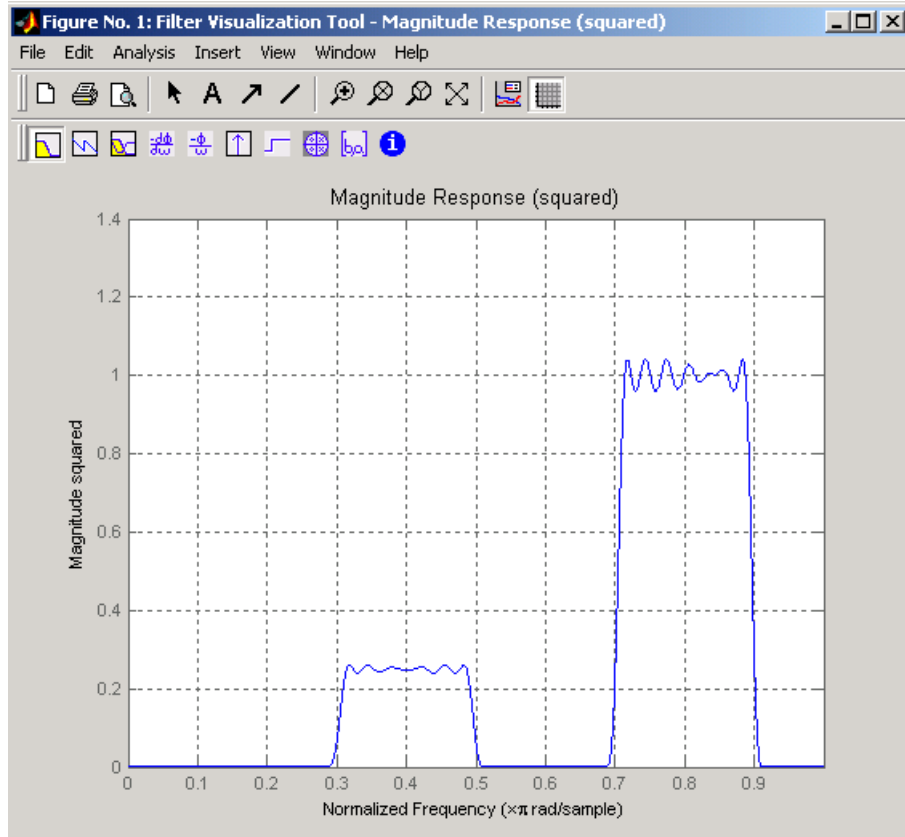 Figure No. 1: Filter Visualization Tool - Magnitude Response (squared)
File Edit Analysis Insert View Window Help
Magnitude Response (squared)
1.4
1.2
1
0.8
0.6
0.4
0.2
0
Magnitude squared
0 0.1 0.2 0.3 0.4 0.5 0.6 0.7 0.8 0.9
Normalized Frequency (×π rad/sample)